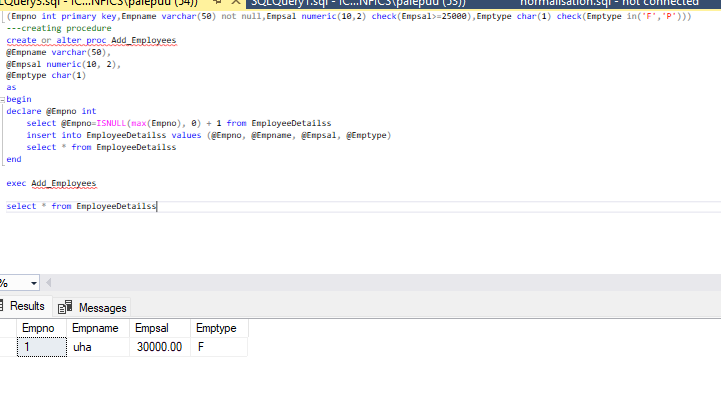 LQuery3.sql - IC...NFICS\palepuu (54))* SQLQuery1.sql - IC...NFICS\palepuu (53))* normalisation.sql - not connected
(Empno int primary key,Empname varchar(50) not null,Empsal numeric(10,2) check(Empsal>=25000),Emptype char(1) check(Emptype in('F','P')))
---creating procedure
create or alter proc Add_Employees
@Empname varchar(50),
@Empsal numeric(10, 2),
@Emptype char(1)
as
begin
declare @Empno int
select @Empno=ISNULL(max(Empno), 0) + 1 from EmployeeDetailss
insert into EmployeeDetailss values (@Empno, @Empname, @Empsal, @Emptype)
select * from EmployeeDetailss
end
exec Add_Employees
select * from EmployeeDetailss
%
Results Messages
Empno Empname Empsal Emptype
1 uha 30000.00 F